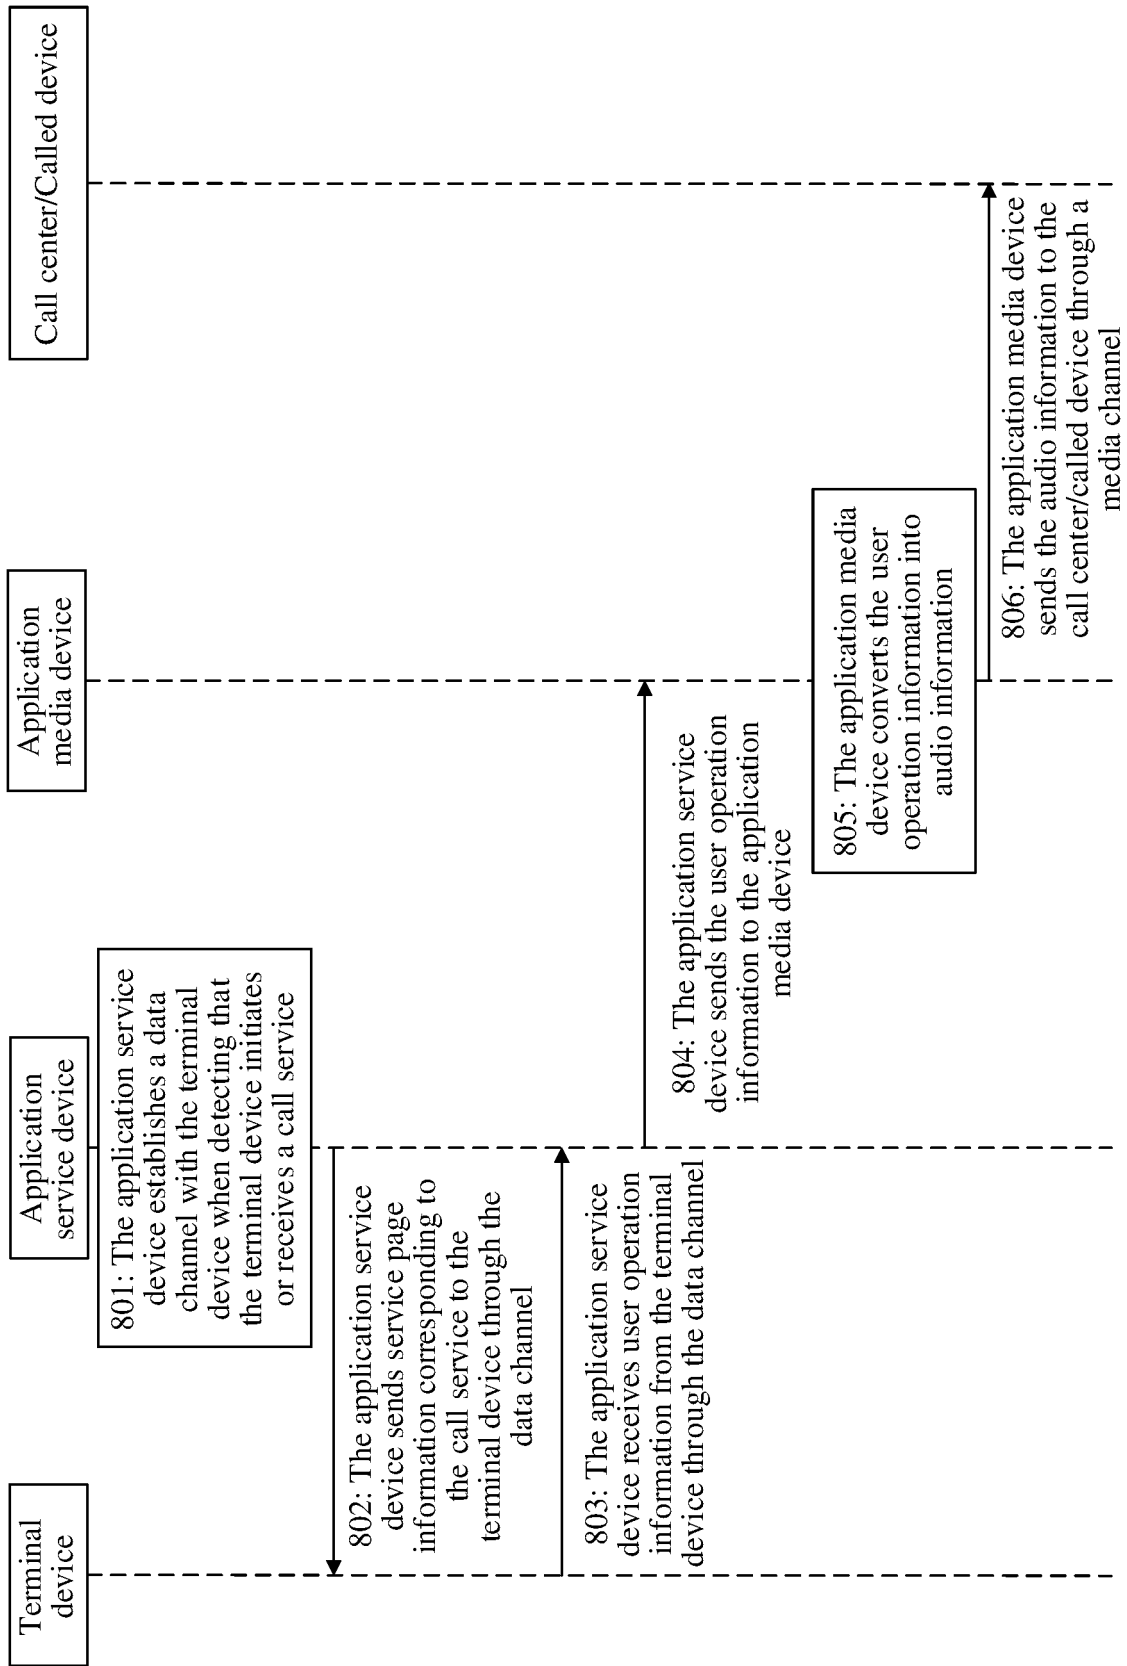 Terminal
device
Application
service device
Application
media device
Call center/Called device
801: The application service
device establishes a data
channel with the terminal
device when detecting that
the terminal device initiates
or receives a call service
802: The application service
device sends service page
information corresponding to
the call service to the
terminal device through the
data channel
803: The application service
device receives user operation
information from the terminal
device through the data channel
804: The application service
device sends the user operation
information to the application
media device
805: The application media
device converts the user
operation information into
audio information
806: The application media device
sends the audio information to the
call center/called device through a
media channel